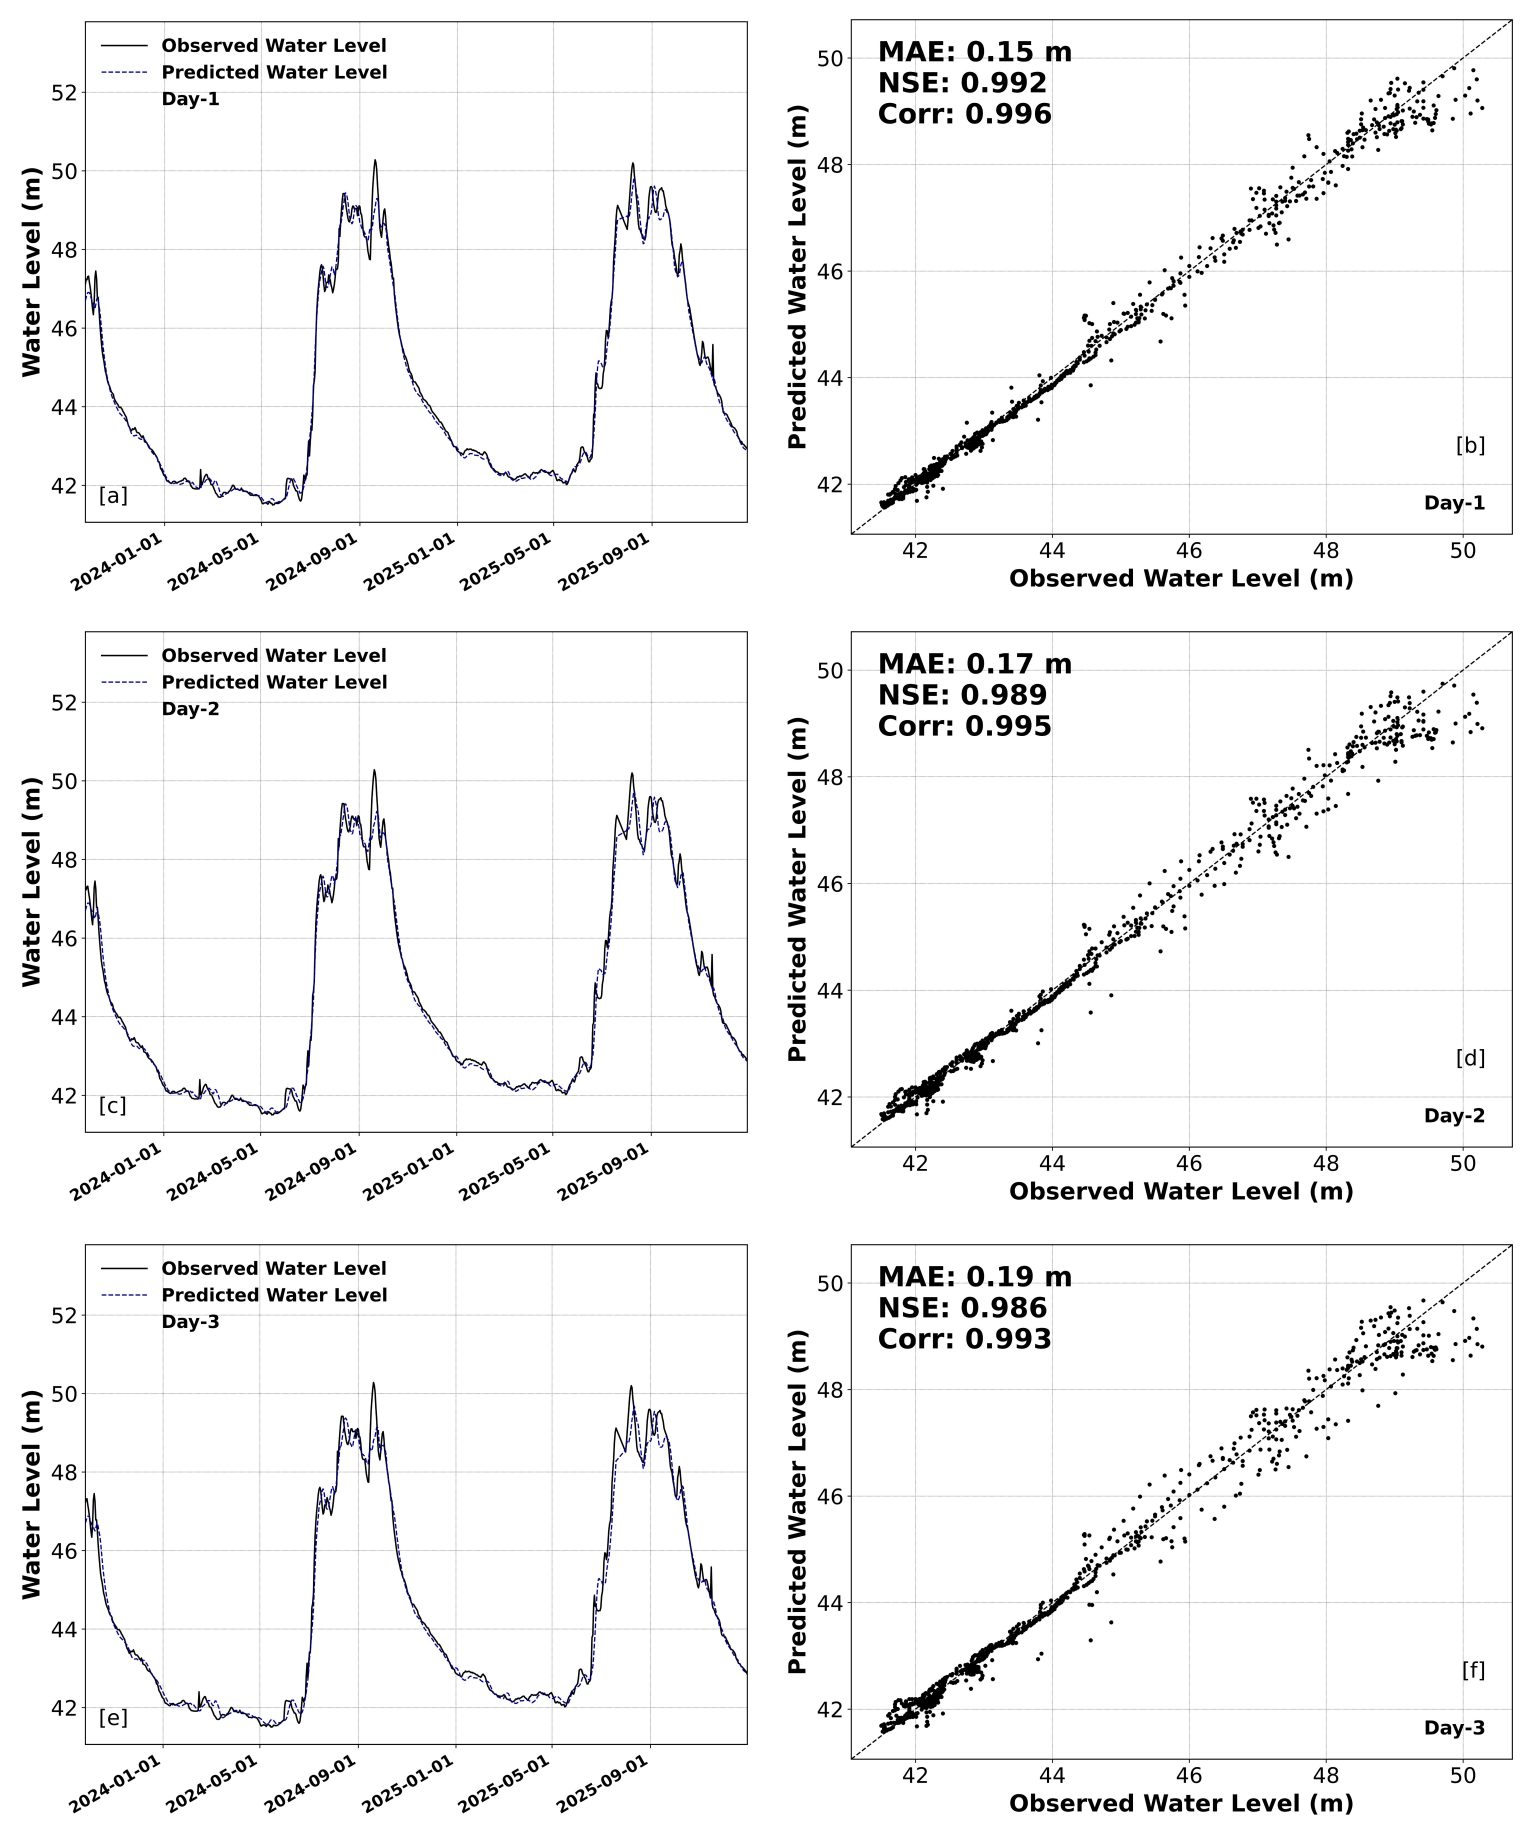 Observed Water Level
Predicted Water Level
Day-1
Water Level (m)
52
50
48
46
44
42
[a]
2024-01-01
2024-05-01
2024-09-01
2025-01-01
2025-05-01
2025-09-01
MAE: 0.15 m
NSE: 0.992
Corr: 0.996
Predicted Water Level (m)
50
48
46
44
42
[b]
Day-1
42
44
46
48
50
Observed Water Level (m)
Observed Water Level
Predicted Water Level
Day-2
Water Level (m)
52
50
48
46
44
42
[c]
2024-01-01
2024-05-01
2024-09-01
2025-01-01
2025-05-01
2025-09-01
MAE: 0.17 m
NSE: 0.989
Corr: 0.995
Predicted Water Level (m)
50
48
46
44
42
[d]
Day-2
42
44
46
48
50
Observed Water Level (m)
Observed Water Level
Predicted Water Level
Day-3
Water Level (m)
52
50
48
46
44
42
[e]
2024-01-01
2024-05-01
2024-09-01
2025-01-01
2025-05-01
2025-09-01
MAE: 0.19 m
NSE: 0.986
Corr: 0.993
Predicted Water Level (m)
50
48
46
44
42
[f]
Day-3
42
44
46
48
50
Observed Water Level (m)